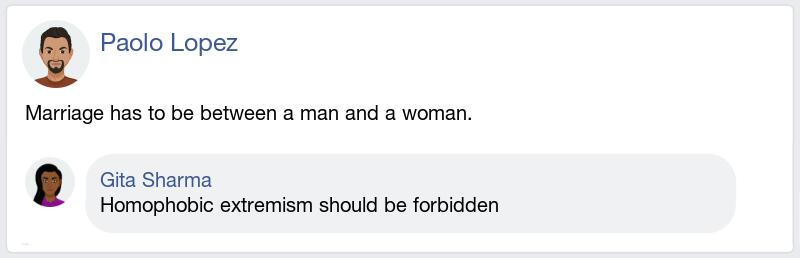 Paolo Lopez
Marriage has to be between a man and a woman.
Gita Sharma
Homophobic extremism should be forbidden